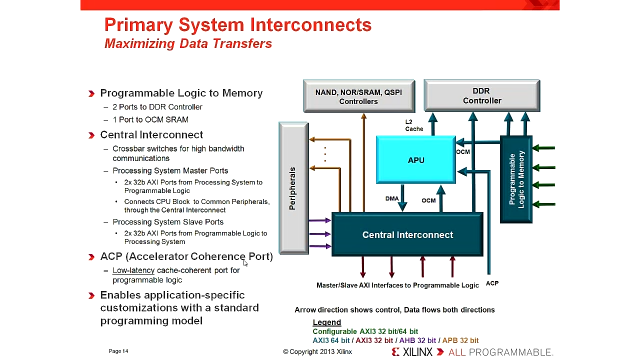 Primary System Interconnects
Maximizing Data Transfers
Programmable Logic to Memory
– 2 Ports to DDR Controller
– 1 Port to OCM SRAM
Central Interconnect
– Crossbar switches for high bandwidth
communications
– Processing System Master Ports
• 2x 32b AXI Ports from Processing System to
Programmable Logic
• Connects CPU Block to Common Peripherals,
through the Central Interconnect
– Processing System Slave Ports
• 2x 32b AXI Ports from Programmable Logic to
Processing System
ACP (Accelerator Coherence Port)
– Low-latency cache-coherent port for
programmable logic
Enables application-specific
customizations with a standard
programming model
NAND, NOR/SRAM, QSPI
Controllers
DDR
Controller
L2
Cache
Peripherals
APU
OCM
Programmable
Logic to Memory
DMA
OCM
Central Interconnect
Master/Slave AXI Interfaces to Programmable Logic
ACP
Arrow direction shows control, Data flows both directions
Legend
Configurable AXI3 32 bit/64 bit
AXI3 64 bit / AXI3 32 bit / AHB 32 bit / APB 32 bit
Page 14
© Copyright 2013 Xilinx
XILINX ALL PROGRAMMABLE.